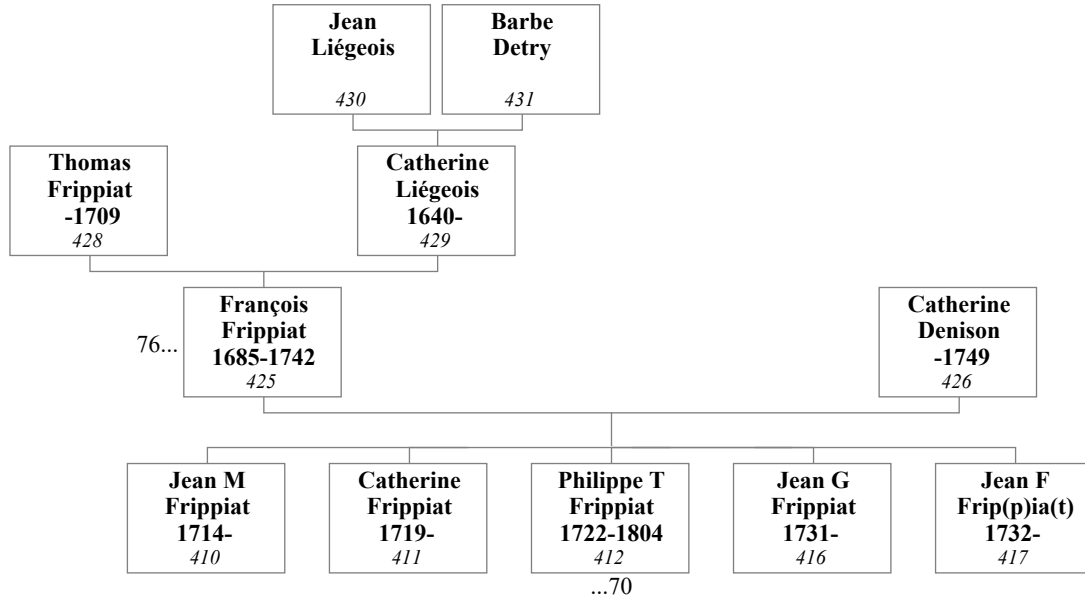 Jean
Liégeois
430
Barbe
Detry
431
Thomas
Frippiat
-1709
428
Catherine
Liégeois
1640-
429
76...
François
Frippiat
1685-1742
425
Catherine
Denison
-1749
426
Jean M
Frippiat
1714-
410
Catherine
Frippiat
1719-
411
Philippe T
Frippiat
1722-1804
412
Jean G
Frippiat
1731-
416
Jean F
Frip(p)ia(t)
1732-
417
...70